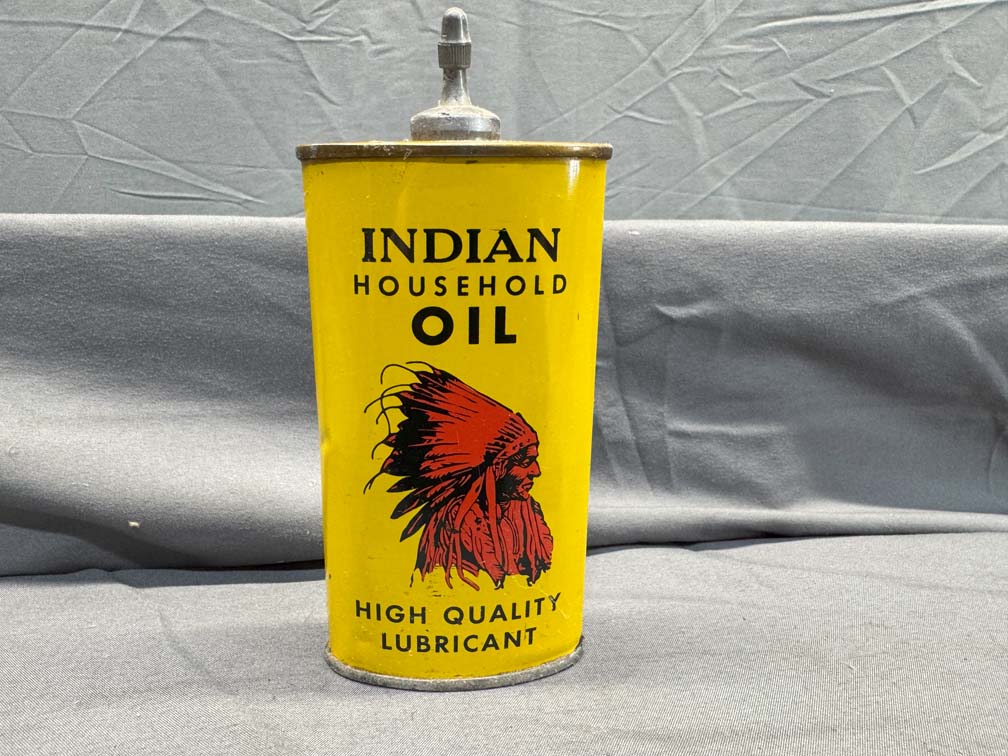 INDIAN
HOUSEHOLD
OIL
HIGH QUALITY
LUBRICANT